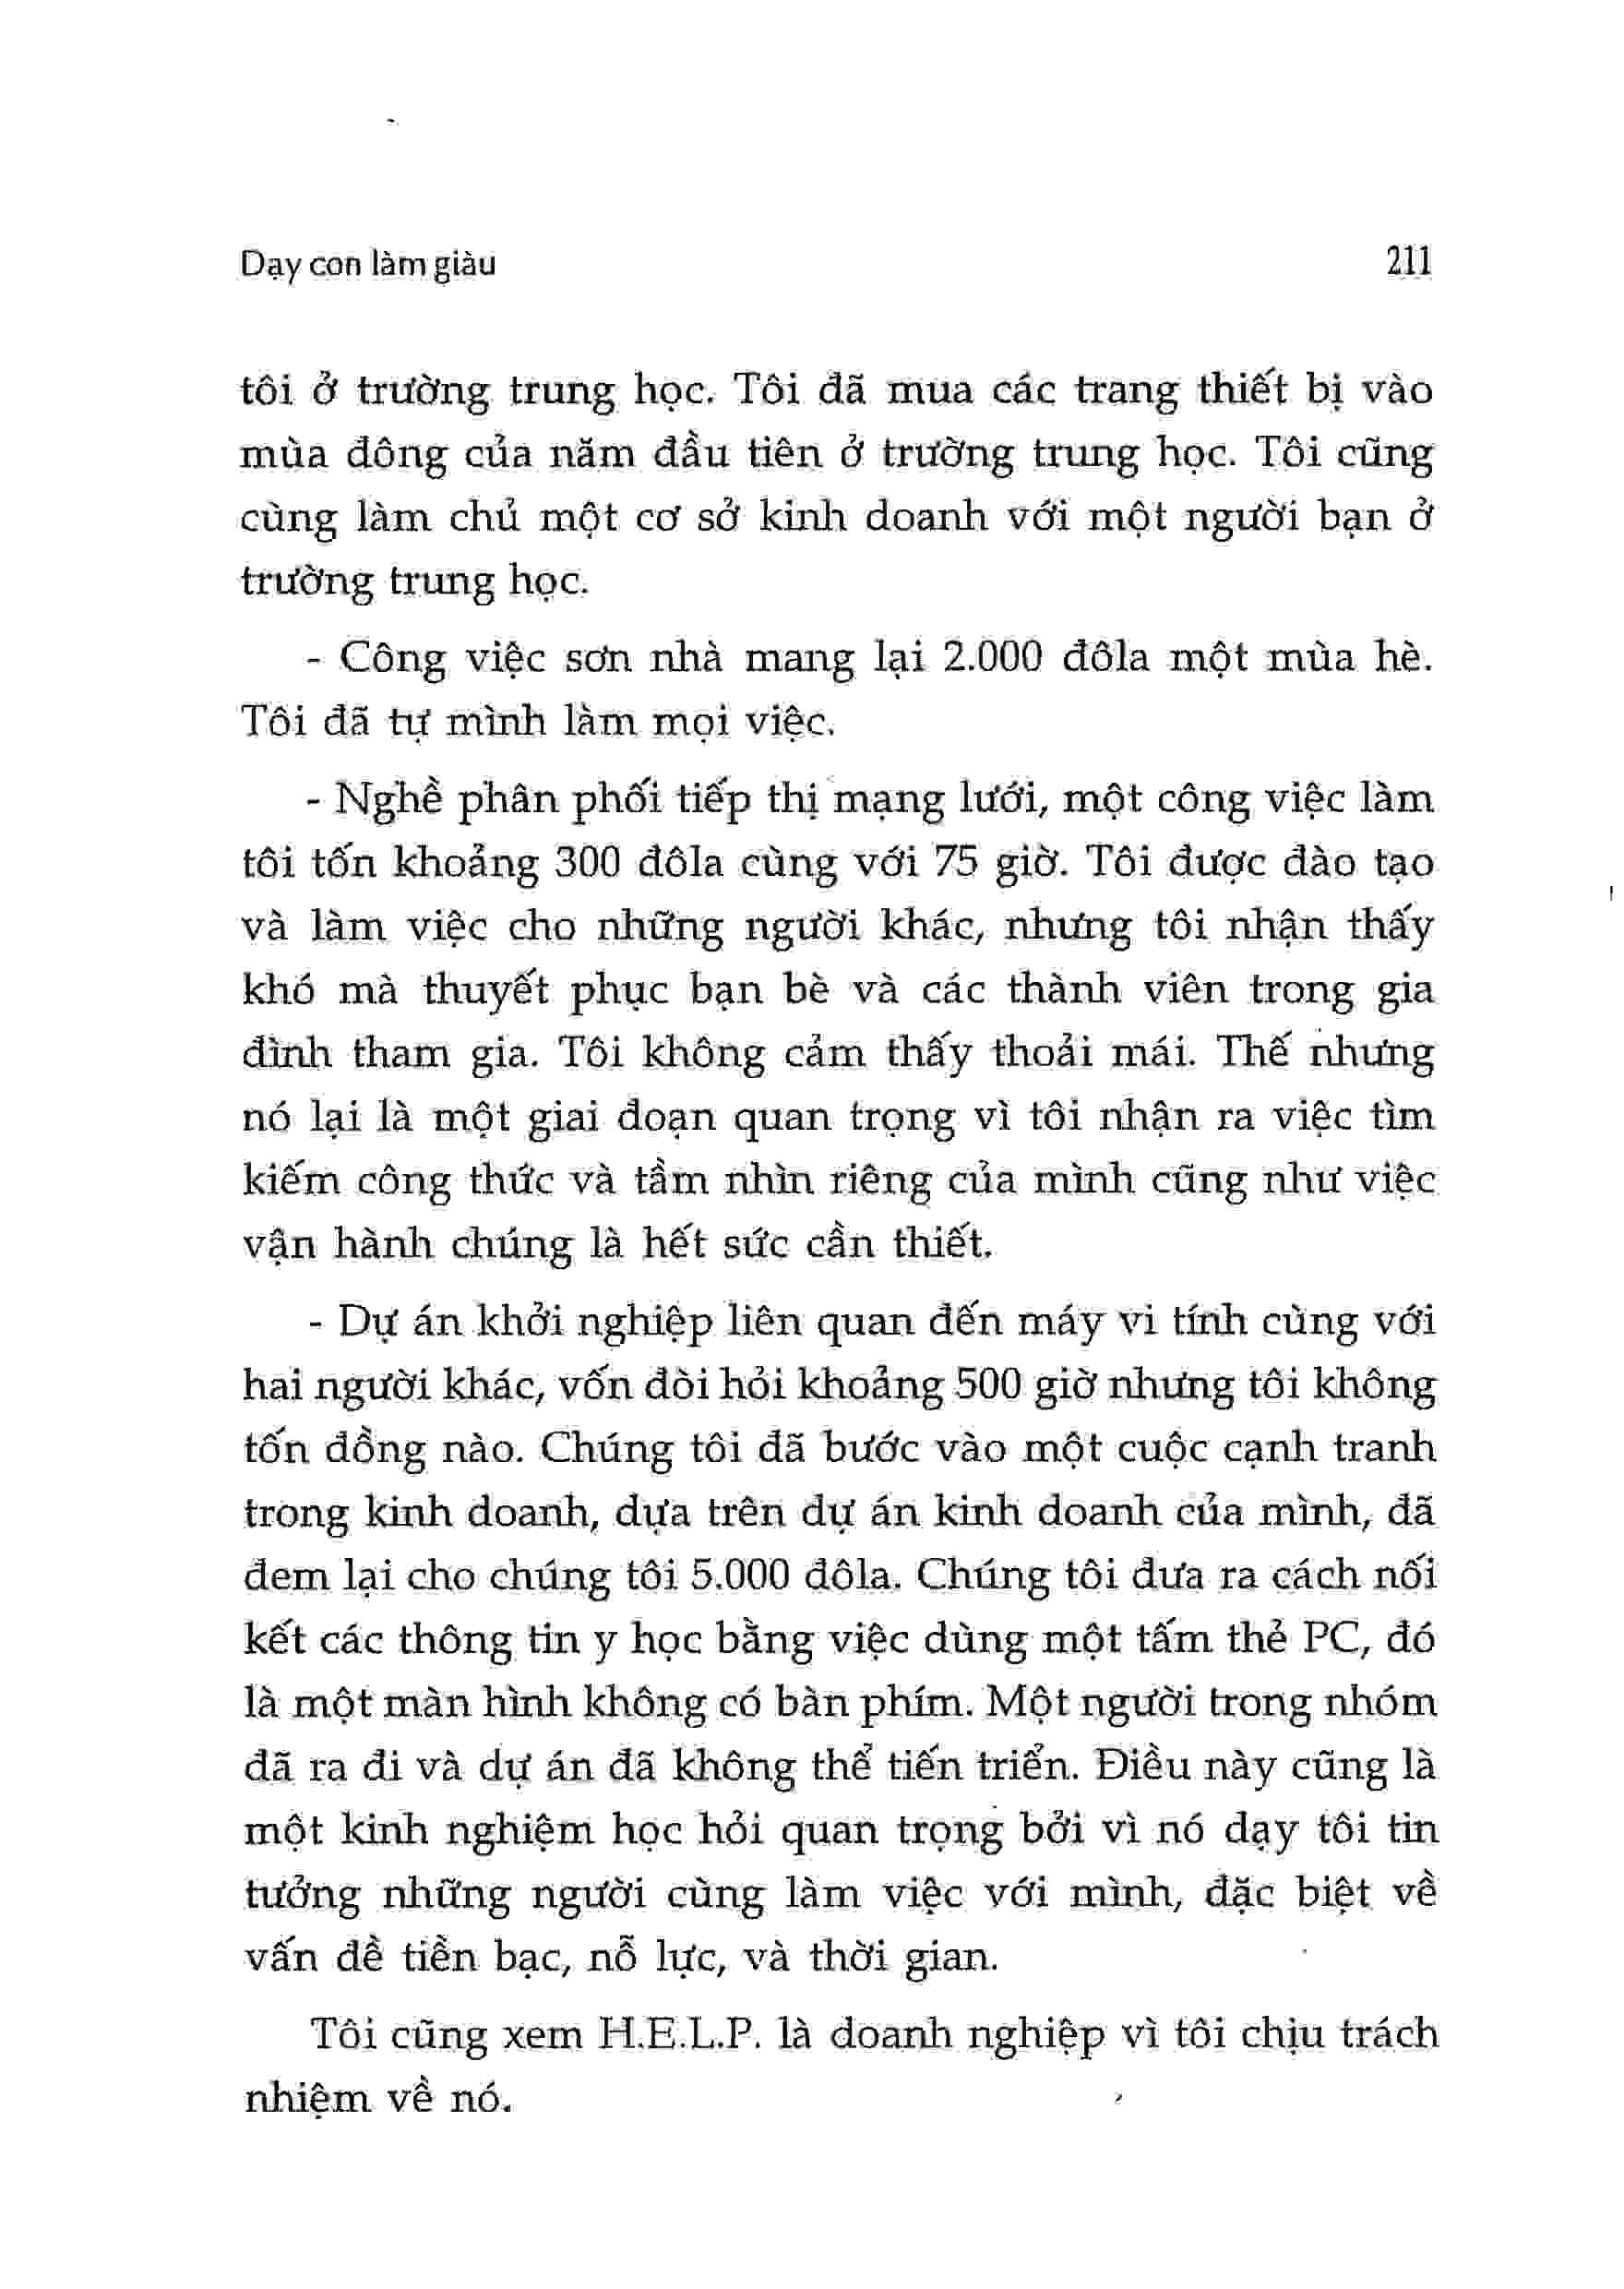 Dạy con làm giàu 211
tôi ở trường trung học. Tôi đã mua các trang thiết bị vào
mùa đông của năm đầu tiên ở trường trung học. Tôi cũng
cùng làm chủ một cơ sở kinh doanh với một người bạn ở
trường trung học.
- Công việc sơn nhà mang lại 2.000 đôla một mùa hè.
Tôi đã tự mình làm mọi việc.
- Nghề phân phối tiếp thị mạng lưới, một công việc làm
tôi tốn khoảng 300 đôla cùng với 75 giờ. Tôi được đào tạo
và làm việc cho những người khác, nhưng tôi nhận thấy
khó mà thuyết phục bạn bè và các thành viên trong gia
đình tham gia. Tôi không cảm thấy thoải mái. Thế nhưng
nó lại là một giai đoạn quan trọng vì tôi nhận ra việc tìm
kiếm công thức và tầm nhìn riêng của mình cũng như việc
vận hành chúng là hết sức cần thiết.
- Dự án khởi nghiệp liên quan đến máy vi tính cùng với
hai người khác, vốn đòi hỏi khoảng 500 giờ nhưng tôi không
tốn đồng nào. Chúng tôi đã bước vào một cuộc cạnh tranh
trong kinh doanh, dựa trên dự án kinh doanh của mình, đã
đem lại cho chúng tôi 5.000 đôla. Chúng tôi đưa ra cách nối
kết các thông tin y học bằng việc dùng một tấm thẻ PC, đó
là một màn hình không có bàn phím. Một người trong nhóm
đã ra đi và dự án đã không thể tiến triển. Điều này cũng là
một kinh nghiệm học hỏi quan trọng bởi vì nó dạy tôi tin
tưởng những người cùng làm việc với mình, đặc biệt về
vấn đề tiền bạc, nỗ lực, và thời gian.
Tôi cũng xem H.E.L.P. là doanh nghiệp vì tôi chịu trách
nhiệm về nó.